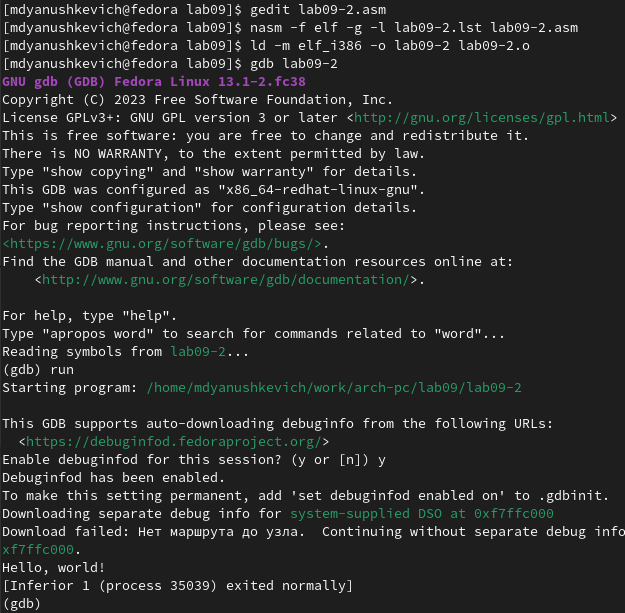 [mdyanushkevich@fedora lab09]$ gedit lab09-2.asm
[mdyanushkevich@fedora lab09]$ nasm -f elf -g -l lab09-2.lst lab09-2.asm
[mdyanushkevich@fedora lab09]$ ld -m elf_i386 -o lab09-2 lab09-2.o
[mdyanushkevich@fedora lab09]$ gdb lab09-2
GNU gdb (GDB) Fedora Linux 13.1-2.fc38
Copyright (C) 2023 Free Software Foundation, Inc.
License GPLv3+: GNU GPL version 3 or later <http://gnu.org/licenses/gpl.html>
This is free software: you are free to change and redistribute it.
There is NO WARRANTY, to the extent permitted by law.
Type "show copying" and "show warranty" for details.
This GDB was configured as "x86_64-redhat-linux-gnu".
Type "show configuration" for configuration details.
For bug reporting instructions, please see:
<https://www.gnu.org/software/gdb/bugs/>.
Find the GDB manual and other documentation resources online at:
    <http://www.gnu.org/software/gdb/documentation/>.

For help, type "help".
Type "apropos word" to search for commands related to "word"...
Reading symbols from lab09-2...
(gdb) run
Starting program: /home/mdyanushkevich/work/arch-pc/lab09/lab09-2

This GDB supports auto-downloading debuginfo from the following URLs:
  <https://debuginfod.fedoraproject.org/>
Enable debuginfod for this session? (y or [n]) y
Debuginfod has been enabled.
To make this setting permanent, add 'set debuginfod enabled on' to .gdbinit.
Downloading separate debug info for system-supplied DSO at 0xf7ffc000
Download failed: Нет маршрута до узла.  Continuing without separate debug info
xf7ffc000.
Hello, world!
[Inferior 1 (process 35039) exited normally]
(gdb)